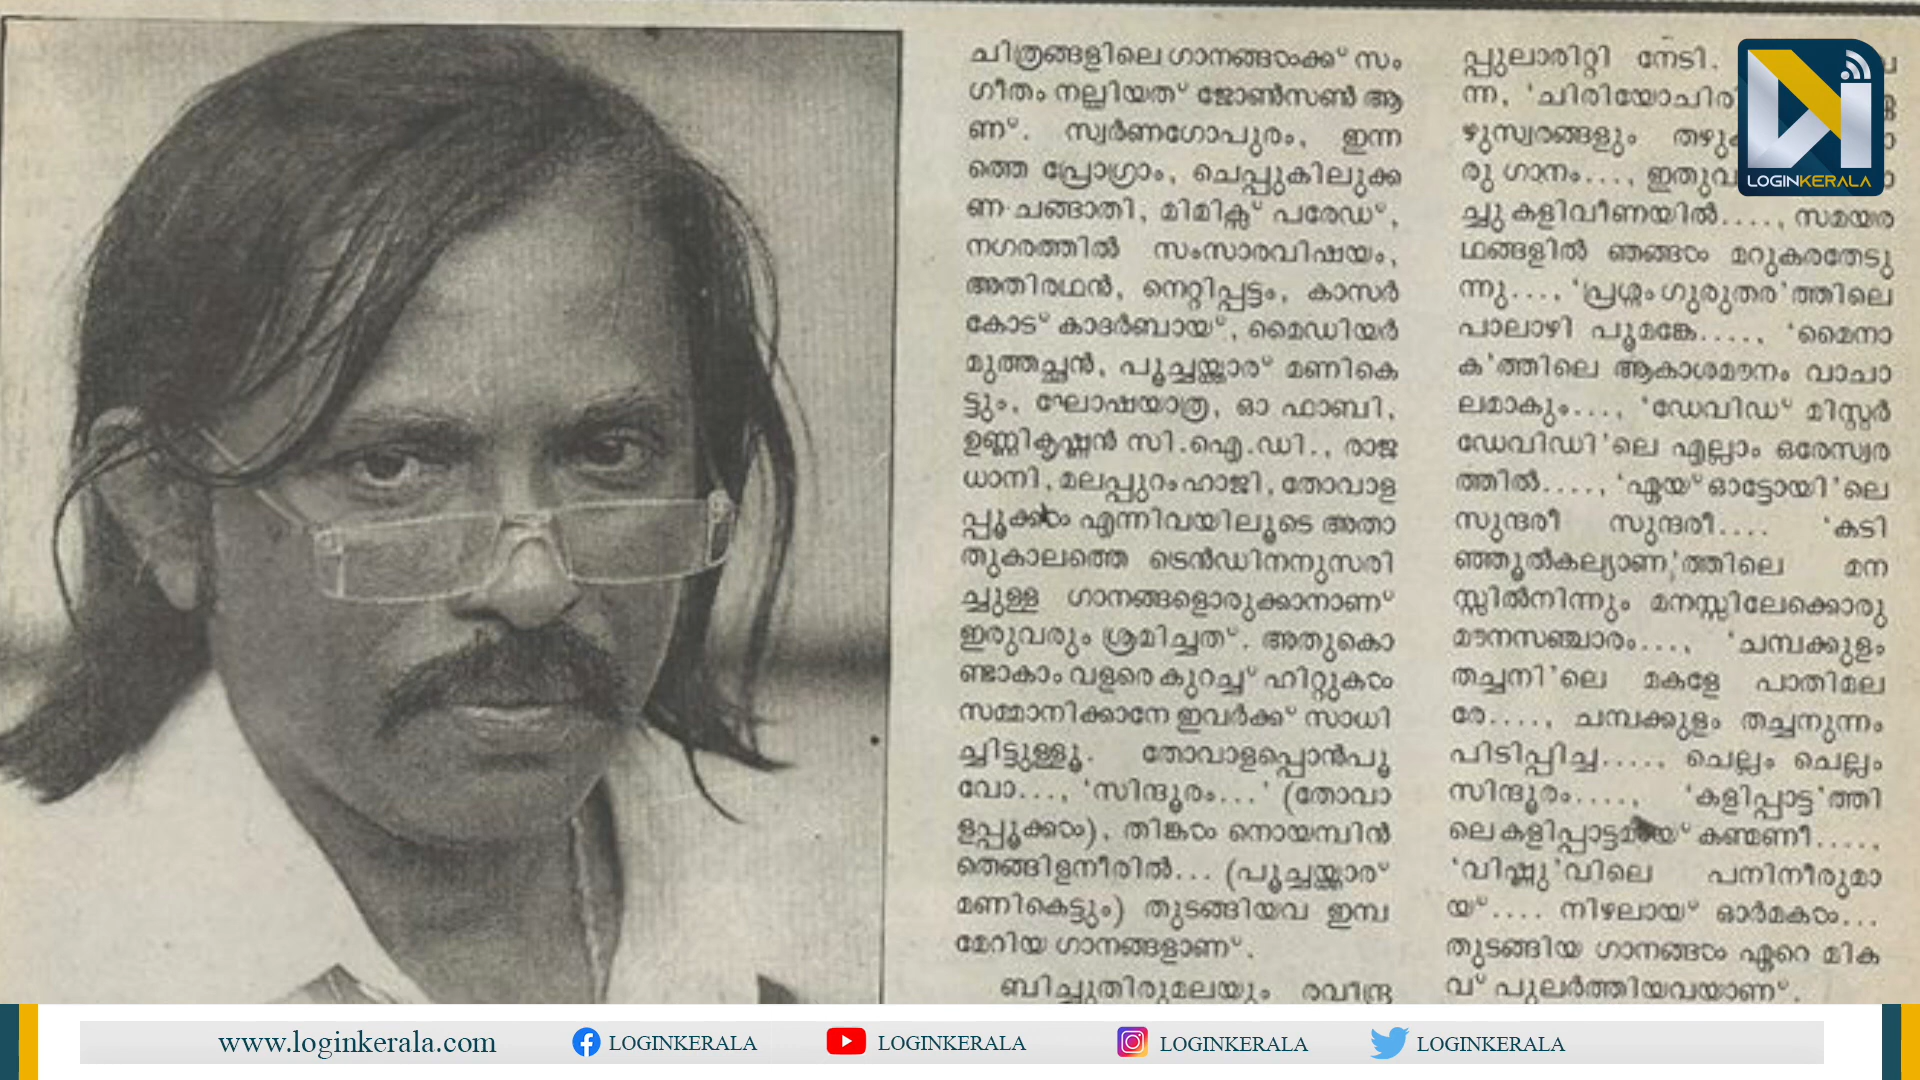 ചിത്രങ്ങളിലെ ഗാനങ്ങൾക്ക് സം
ഗീതം നല്കിയത് ജോൺസൺ ആ
ണ്. സ്വർണഗോപുരം, ഇന്ന
ത്തെ പ്രോഗ്രാം, ചെപ്പുകിലുക്ക
ണ ചങ്ങാതി, മിമിക്സ് പരേഡ്,
നഗരത്തിൽ സംസാരവിഷയം,
അതിരഥൻ, നെറ്റിപ്പട്ടം, കാസർ
കോട് കാദർബായ്, മൈഡിയർ
മുത്തച്ഛൻ, പൂച്ചയ്ക്കാര് മണികെ
ട്ടും, ഘോഷയാത്ര, ഓ ഫാബി,
ഉണ്ണികൃഷ്ണൻ സി.ഐ.ഡി., രാജ
ധാനി, മലപ്പുറം ഹാജി, തോവാള
പ്പൂക്കൾ എന്നിവയിലൂടെ അതാ
തുകാലത്തെ ട്രെൻഡിനനുസരി
ച്ചുള്ള ഗാനങ്ങളൊരുക്കാനാണ്
ഇരുവരും ശ്രമിച്ചത്. അതുകൊ
ണ്ടാകാം വളരെ കുറച്ച് ഹിറ്റുകൾ
സമ്മാനിക്കാനേ ഇവർക്ക് സാധി
ച്ചിട്ടുള്ളൂ. തോവാളപ്പൊൻപൂ
വോ...., 'സിന്ദൂരം...' (തോവാ
ളപ്പൂക്കൾ), തിങ്കൾ നൊയമ്പിൻ
തെങ്ങിളനീരിൽ... (പൂച്ചയ്ക്കാര്
മണികെട്ടും) തുടങ്ങിയവ ഇമ്പ
മേറിയ ഗാനങ്ങളാണ്.
ബിച്ചുതിരുമലയും രവീന്ദ്ര
പ്പുലാരിറ്റി നേടി.
ന്ന, 'ചിരിയോചിരി
ഴുസ്വരങ്ങളും
രു ഗാനം....,
ച്ചു കളിവീണയിൽ...., സമയര
ഥങ്ങളിൽ ഞങ്ങൾ മറുകരതേടു
ന്നു...., 'പ്രശ്നം ഗുരുതര'ത്തിലെ
പാലാഴി പൂമങ്കേ....., 'മൈനാ
ക'ത്തിലെ ആകാശമൗനം വാചാ
ലമാകും...., 'ഡേവിഡ് മിസ്റ്റർ
ഡേവിഡി'ലെ എല്ലാം ഒരേസ്വര
ത്തിൽ....., 'ഏയ് ഓട്ടോയി'ലെ
സുന്ദരീ സുന്ദരീ.... 'കടി
ഞ്ഞൂൽകല്യാണ'ത്തിലെ മന
സ്സിൽനിന്നും മനസ്സിലേക്കൊരു
മൗനസഞ്ചാരം...., 'ചമ്പക്കുളം
തച്ചനി'ലെ മകളേ പാതിമല
രേ...., ചമ്പക്കുളം തച്ചനുന്നം
പിടിപ്പിച്ച....., ചെല്ലം ചെല്ലം
സിന്ദൂരം....., 'കളിപ്പാട്ട'ത്തി
ലെ കളിപ്പാട്ടമായ് കണ്മണീ.....,
'വിഷ്ണു'വിലെ പനിനീരുമാ
യ്.... നിഴലായ് ഓർമകൾ...
തുടങ്ങിയ ഗാനങ്ങൾ ഏറെ മിക
വ് പുലർത്തിയവയാണ്.
LOGINKERALA
www.loginkerala.com LOGINKERALA LOGINKERALA LOGINKERALA LOGINKERALA